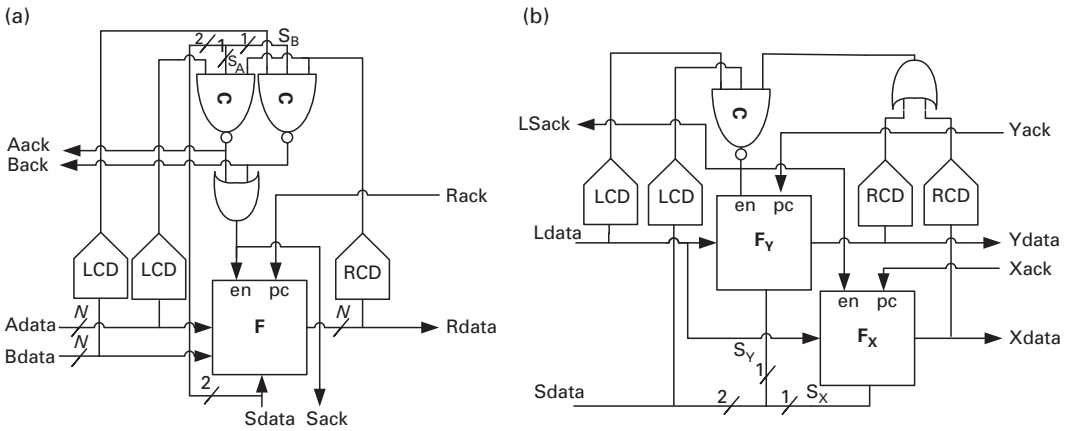 (a)
(b)
2
1
1
S_B
S_A
C
C
C
Aack
Back
LSack
Yack
LCD
LCD
RCD
RCD
Rack
en
pc
Ldata
F_Y
Ydata
LCD
LCD
RCD
en
pc
Xack
en
pc
Adata
N
F
N
Rdata
Bdata
N
F_X
Xdata
S_Y
1
2
Sdata
Sack
Sdata
2
1
S_X